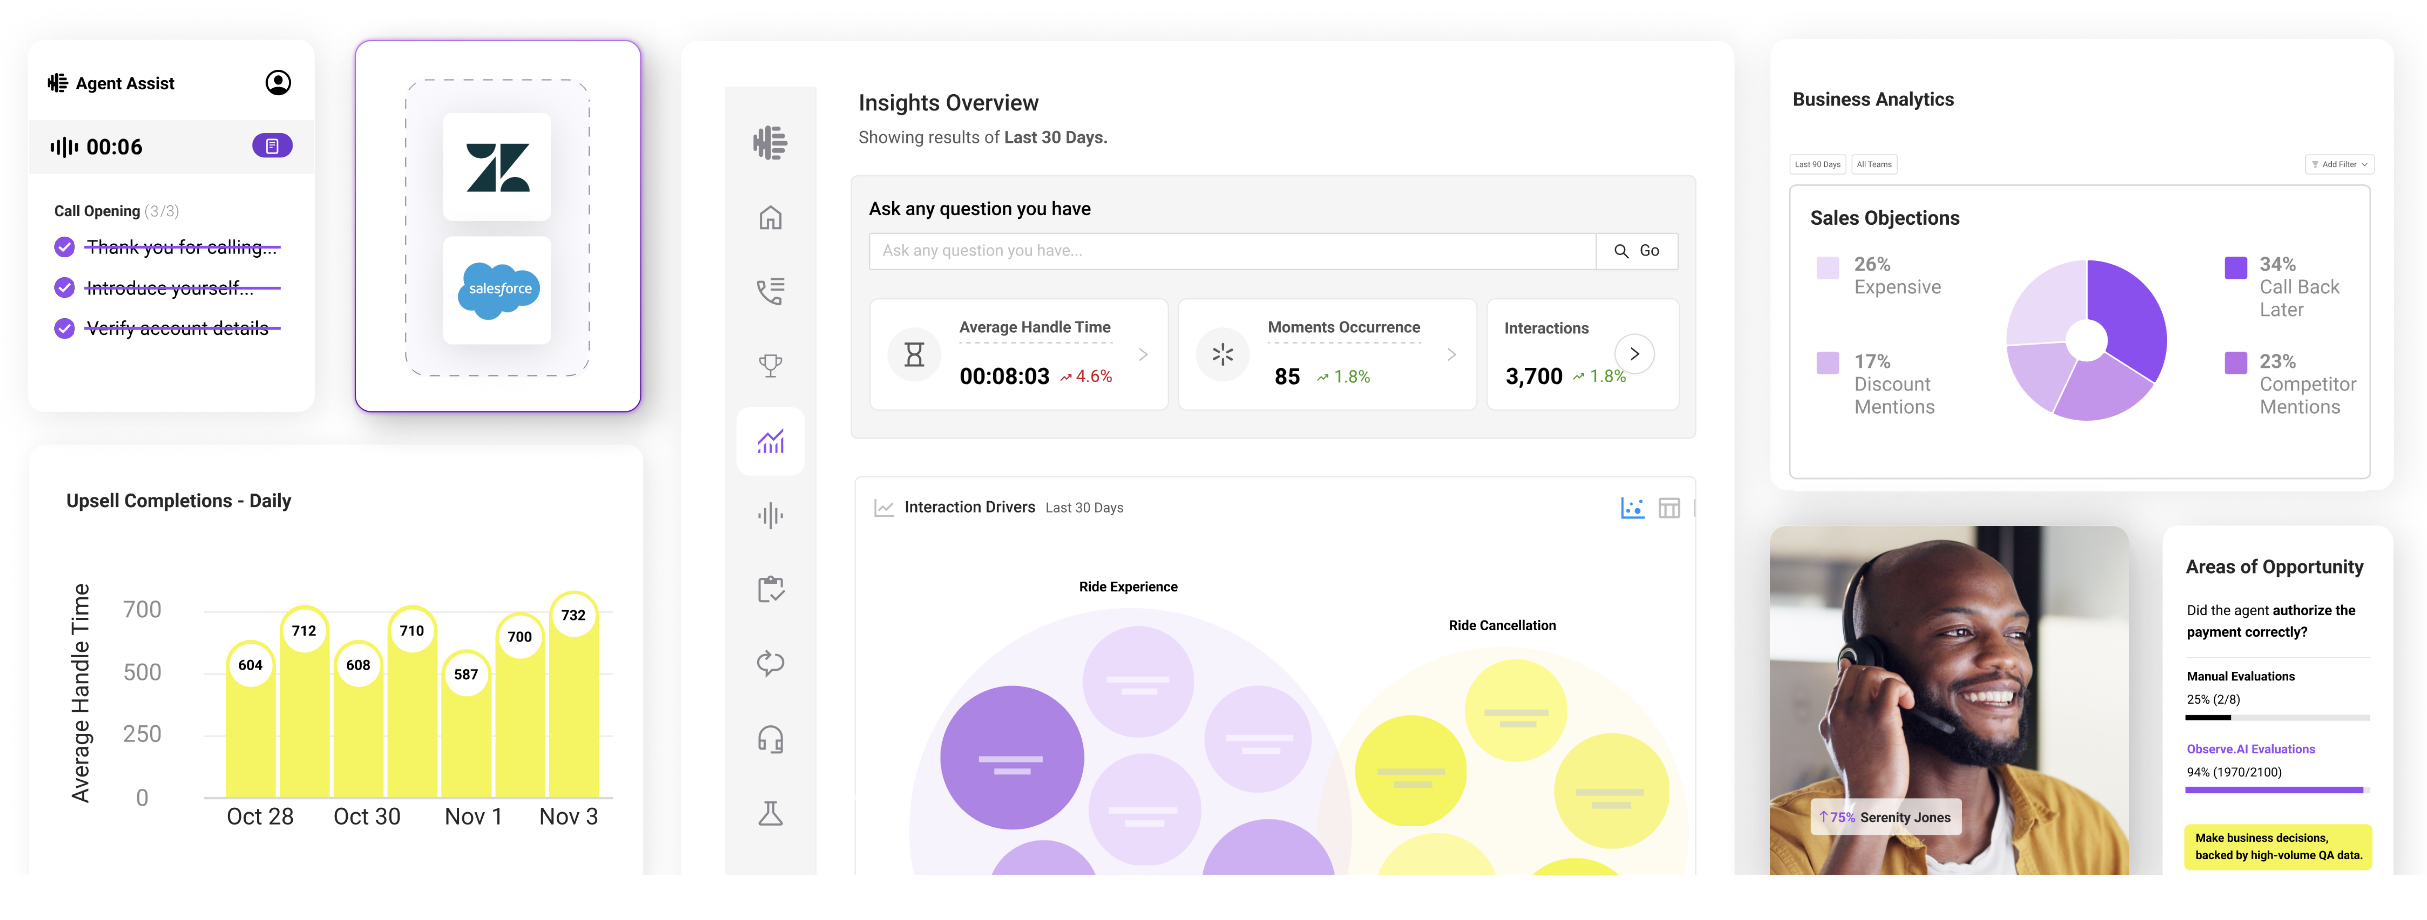 Agent Assist
00:06
Call Opening (3/3)
Thank you for calling...
Introduce yourself...
Verify account details
salesforce
Upsell Completions - Daily
Average Handle Time
700
500
250
0
604
712
608
710
587
700
732
Oct 28
Oct 30
Nov 1
Nov 3
Insights Overview
Showing results of Last 30 Days.
Ask any question you have
Ask any question you have...
Go
Average Handle Time
00:08:03
4.6%
Moments Occurrence
85
1.8%
Interactions
3,700
1.8%
Interaction Drivers Last 30 Days
Ride Experience
Ride Cancellation
Business Analytics
Last 90 Days
All Teams
Add Filter
Sales Objections
26%
Expensive
17%
Discount
Mentions
34%
Call Back
Later
23%
Competitor
Mentions
↑75% Serenity Jones
Areas of Opportunity
Did the agent authorize the
payment correctly?
Manual Evaluations
25% (2/8)
Observe.AI Evaluations
94% (1970/2100)
Make business decisions,
backed by high-volume QA data.